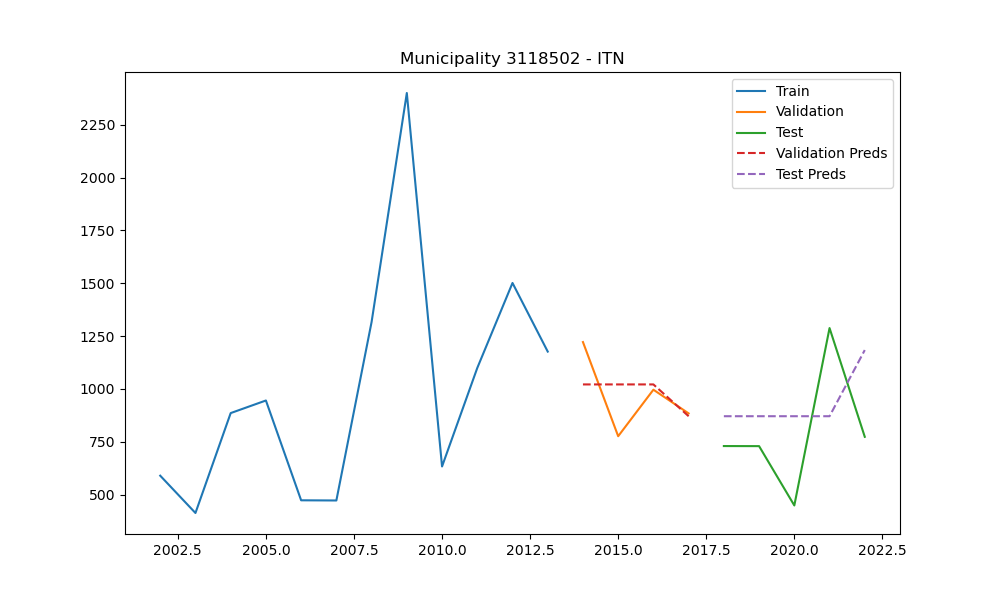 Municipality 3118502 - ITN
Train
Validation
Test
Validation Preds
Test Preds
2250
2000
1750
1500
1250
1000
750
500
2002.5 2005.0 2007.5 2010.0 2012.5 2015.0 2017.5 2020.0 2022.5